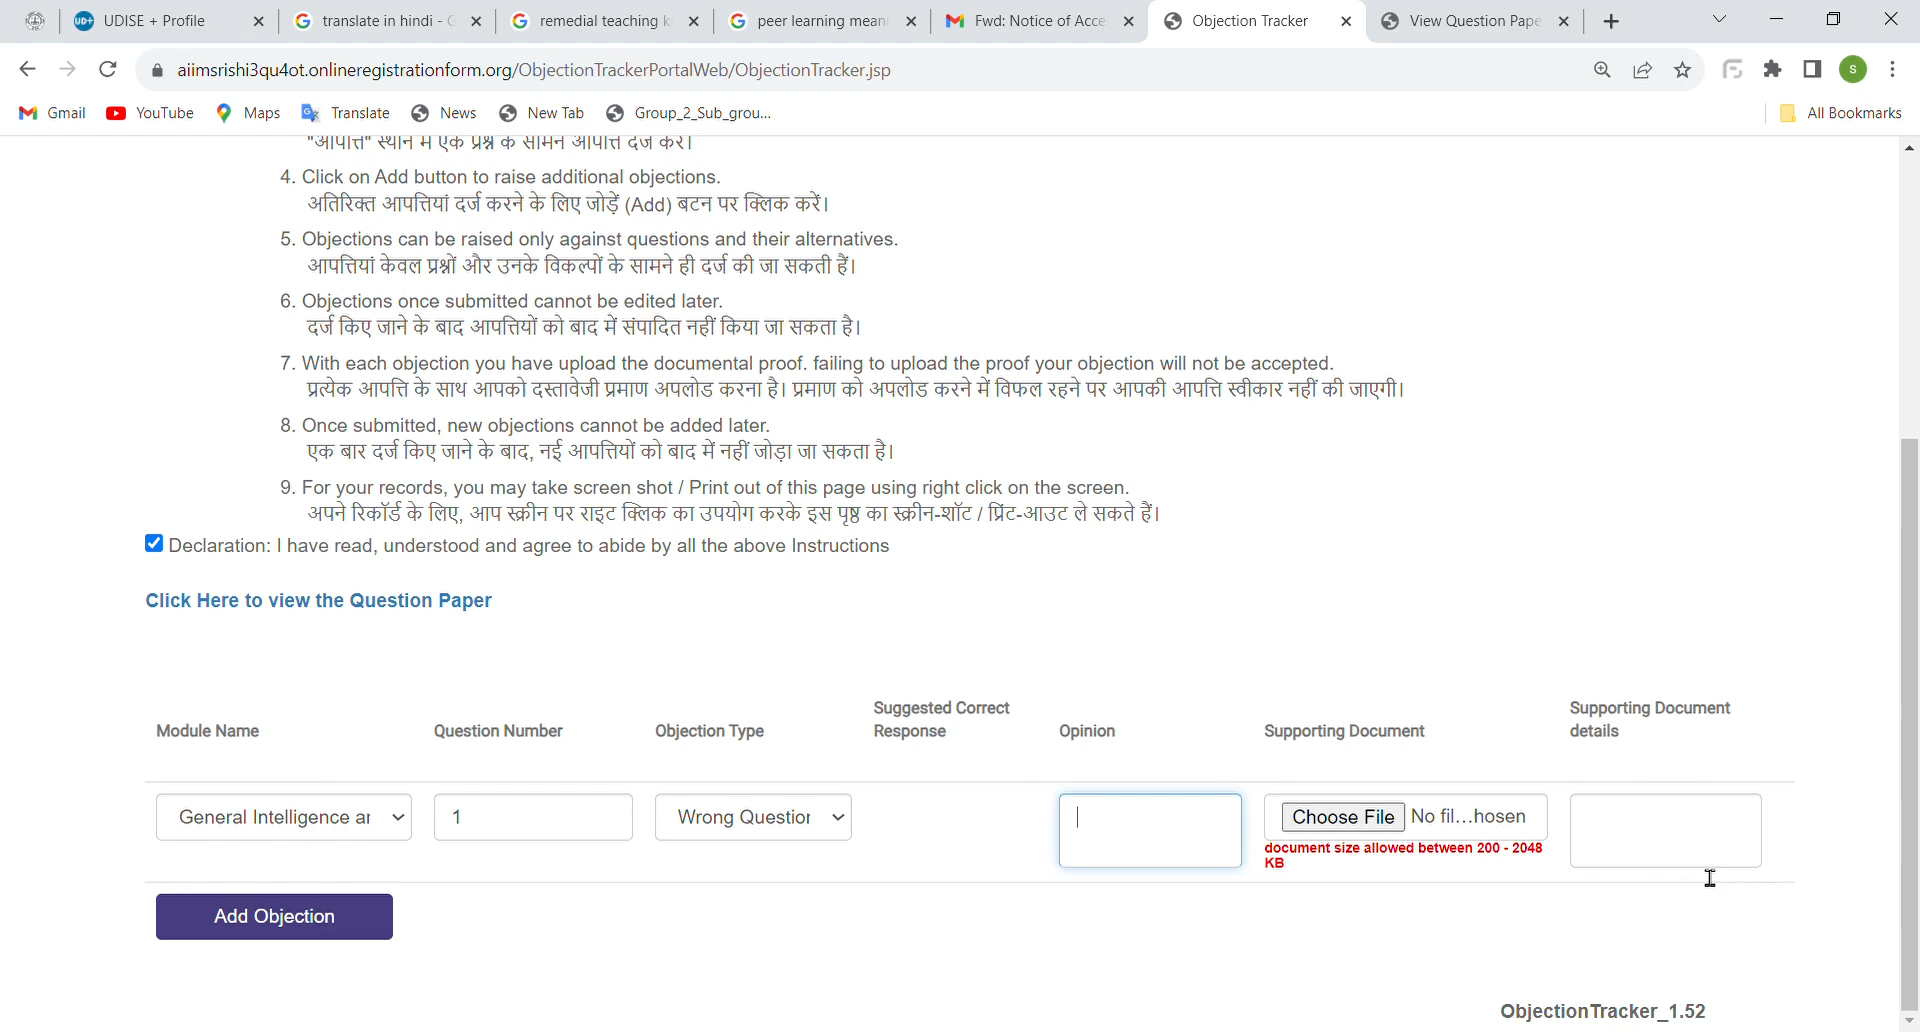 UDISE + Profile
translate in hindi - G
remedial teaching k
peer learning meani
Fwd: Notice of Acce
Objection Tracker
View Question Pape
aiimsrishi3qu4ot.onlineregistrationform.org/ObjectionTrackerPortalWeb/ObjectionTracker.jsp
S
Gmail YouTube Maps Translate News New Tab Group_2_Sub_grou... All Bookmarks
"आपत्ति" स्थान में एक प्रश्न के सामने आपत्ति दर्ज करें।
4. Click on Add button to raise additional objections.
अतिरिक्त आपत्तियां दर्ज करने के लिए जोड़ें (Add) बटन पर क्लिक करें।
5. Objections can be raised only against questions and their alternatives.
आपत्तियां केवल प्रश्नों और उनके विकल्पों के सामने ही दर्ज की जा सकती हैं।
6. Objections once submitted cannot be edited later.
दर्ज किए जाने के बाद आपत्तियों को बाद में संपादित नहीं किया जा सकता है।
7. With each objection you have upload the documental proof. failing to upload the proof your objection will not be accepted.
प्रत्येक आपत्ति के साथ आपको दस्तावेजी प्रमाण अपलोड करना है। प्रमाण को अपलोड करने में विफल रहने पर आपकी आपत्ति स्वीकार नहीं की जाएगी।
8. Once submitted, new objections cannot be added later.
एक बार दर्ज किए जाने के बाद, नई आपत्तियों को बाद में नहीं जोड़ा जा सकता है।
9. For your records, you may take screen shot / Print out of this page using right click on the screen.
अपने रिकॉर्ड के लिए, आप स्क्रीन पर राइट क्लिक का उपयोग करके इस पृष्ठ का स्क्रीन-शॉट / प्रिंट-आउट ले सकते हैं।
Declaration: I have read, understood and agree to abide by all the above Instructions
Click Here to view the Question Paper
Module Name
Question Number
Objection Type
Suggested Correct
Response
Opinion
Supporting Document
Supporting Document
details
General Intelligence ar
1
Wrong Question
Choose File No fil...hosen
document size allowed between 200 - 2048
KB
Add Objection
ObjectionTracker_1.52